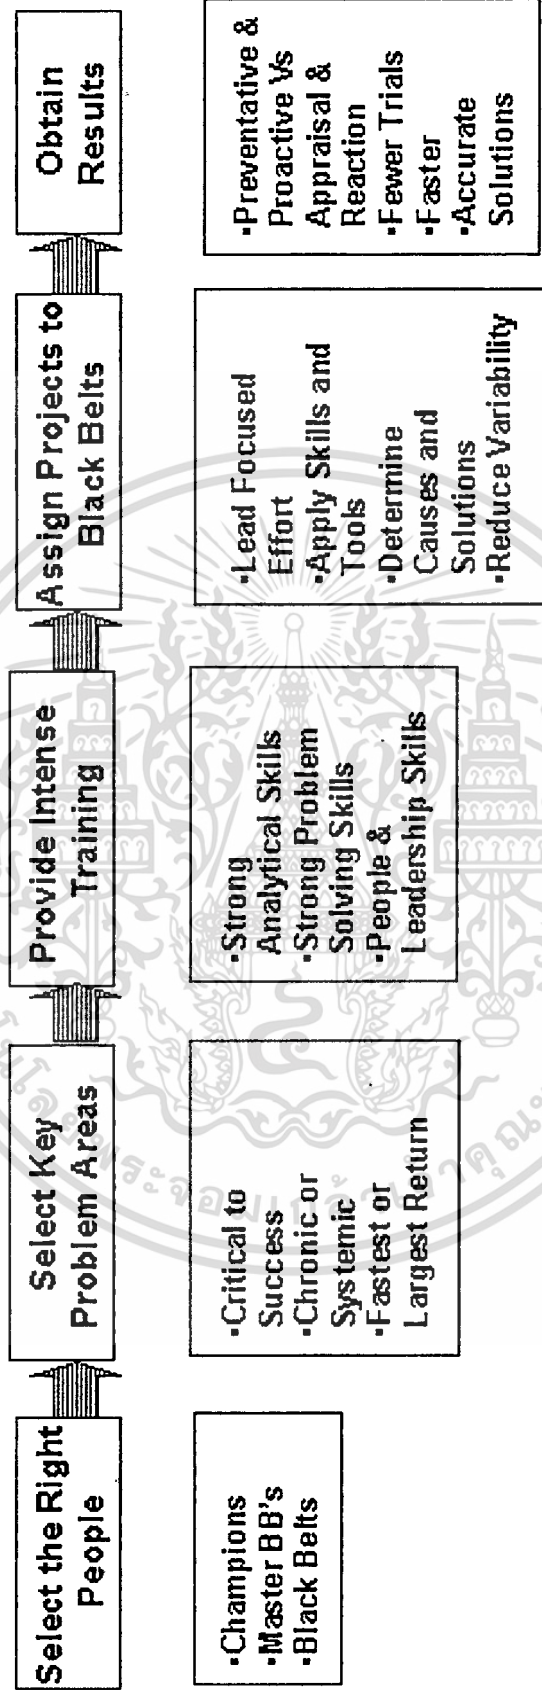 Select the Right
People
Select Key
Problem Areas
Provide Intense
Training
Assign Projects to
Black Belts
Obtain
Results
▪Champions
▪Master BB's
▪Black Belts
▪Critical to
Success
▪Chronic or
Systemic
▪Fastest or
Largest Return
▪Strong
Analytical Skills
▪Strong Problem
Solving Skills
▪People &
Leadership Skills
▪Lead Focused
Effort
▪Apply Skills and
Tools
▪Determine
Causes and
Solutions
▪Reduce Variability
▪Preventative &
Proactive Vs
Appraisal &
Reaction
▪Fewer Trials
▪Faster
▪Accurate
Solutions